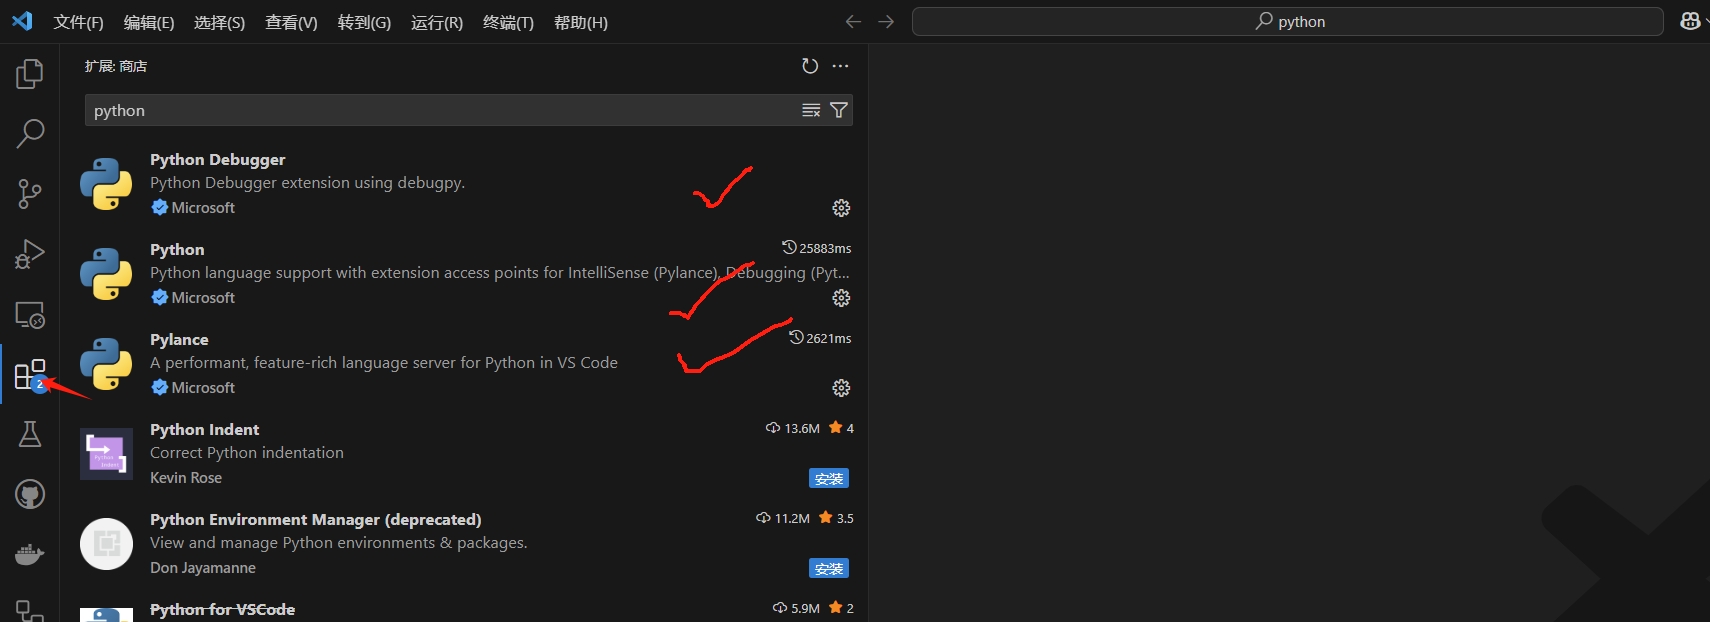 文件(F) 编辑(E) 选择(S) 查看(V) 转到(G) 运行(R) 终端(T) 帮助(H) python
扩展: 商店
python
Python Debugger
Python Debugger extension using debugpy.
Microsoft
Python 25883ms
Python language support with extension access points for IntelliSense (Pylance), Debugging (Pyt...
Microsoft
Pylance 2621ms
A performant, feature-rich language server for Python in VS Code
Microsoft
2
Python Indent 13.6M 4
Correct Python indentation
Kevin Rose 安装
Python Indent
Python Environment Manager (deprecated) 11.2M 3.5
View and manage Python environments & packages.
Don Jayamanne 安装
Python for VSCode 5.9M 2